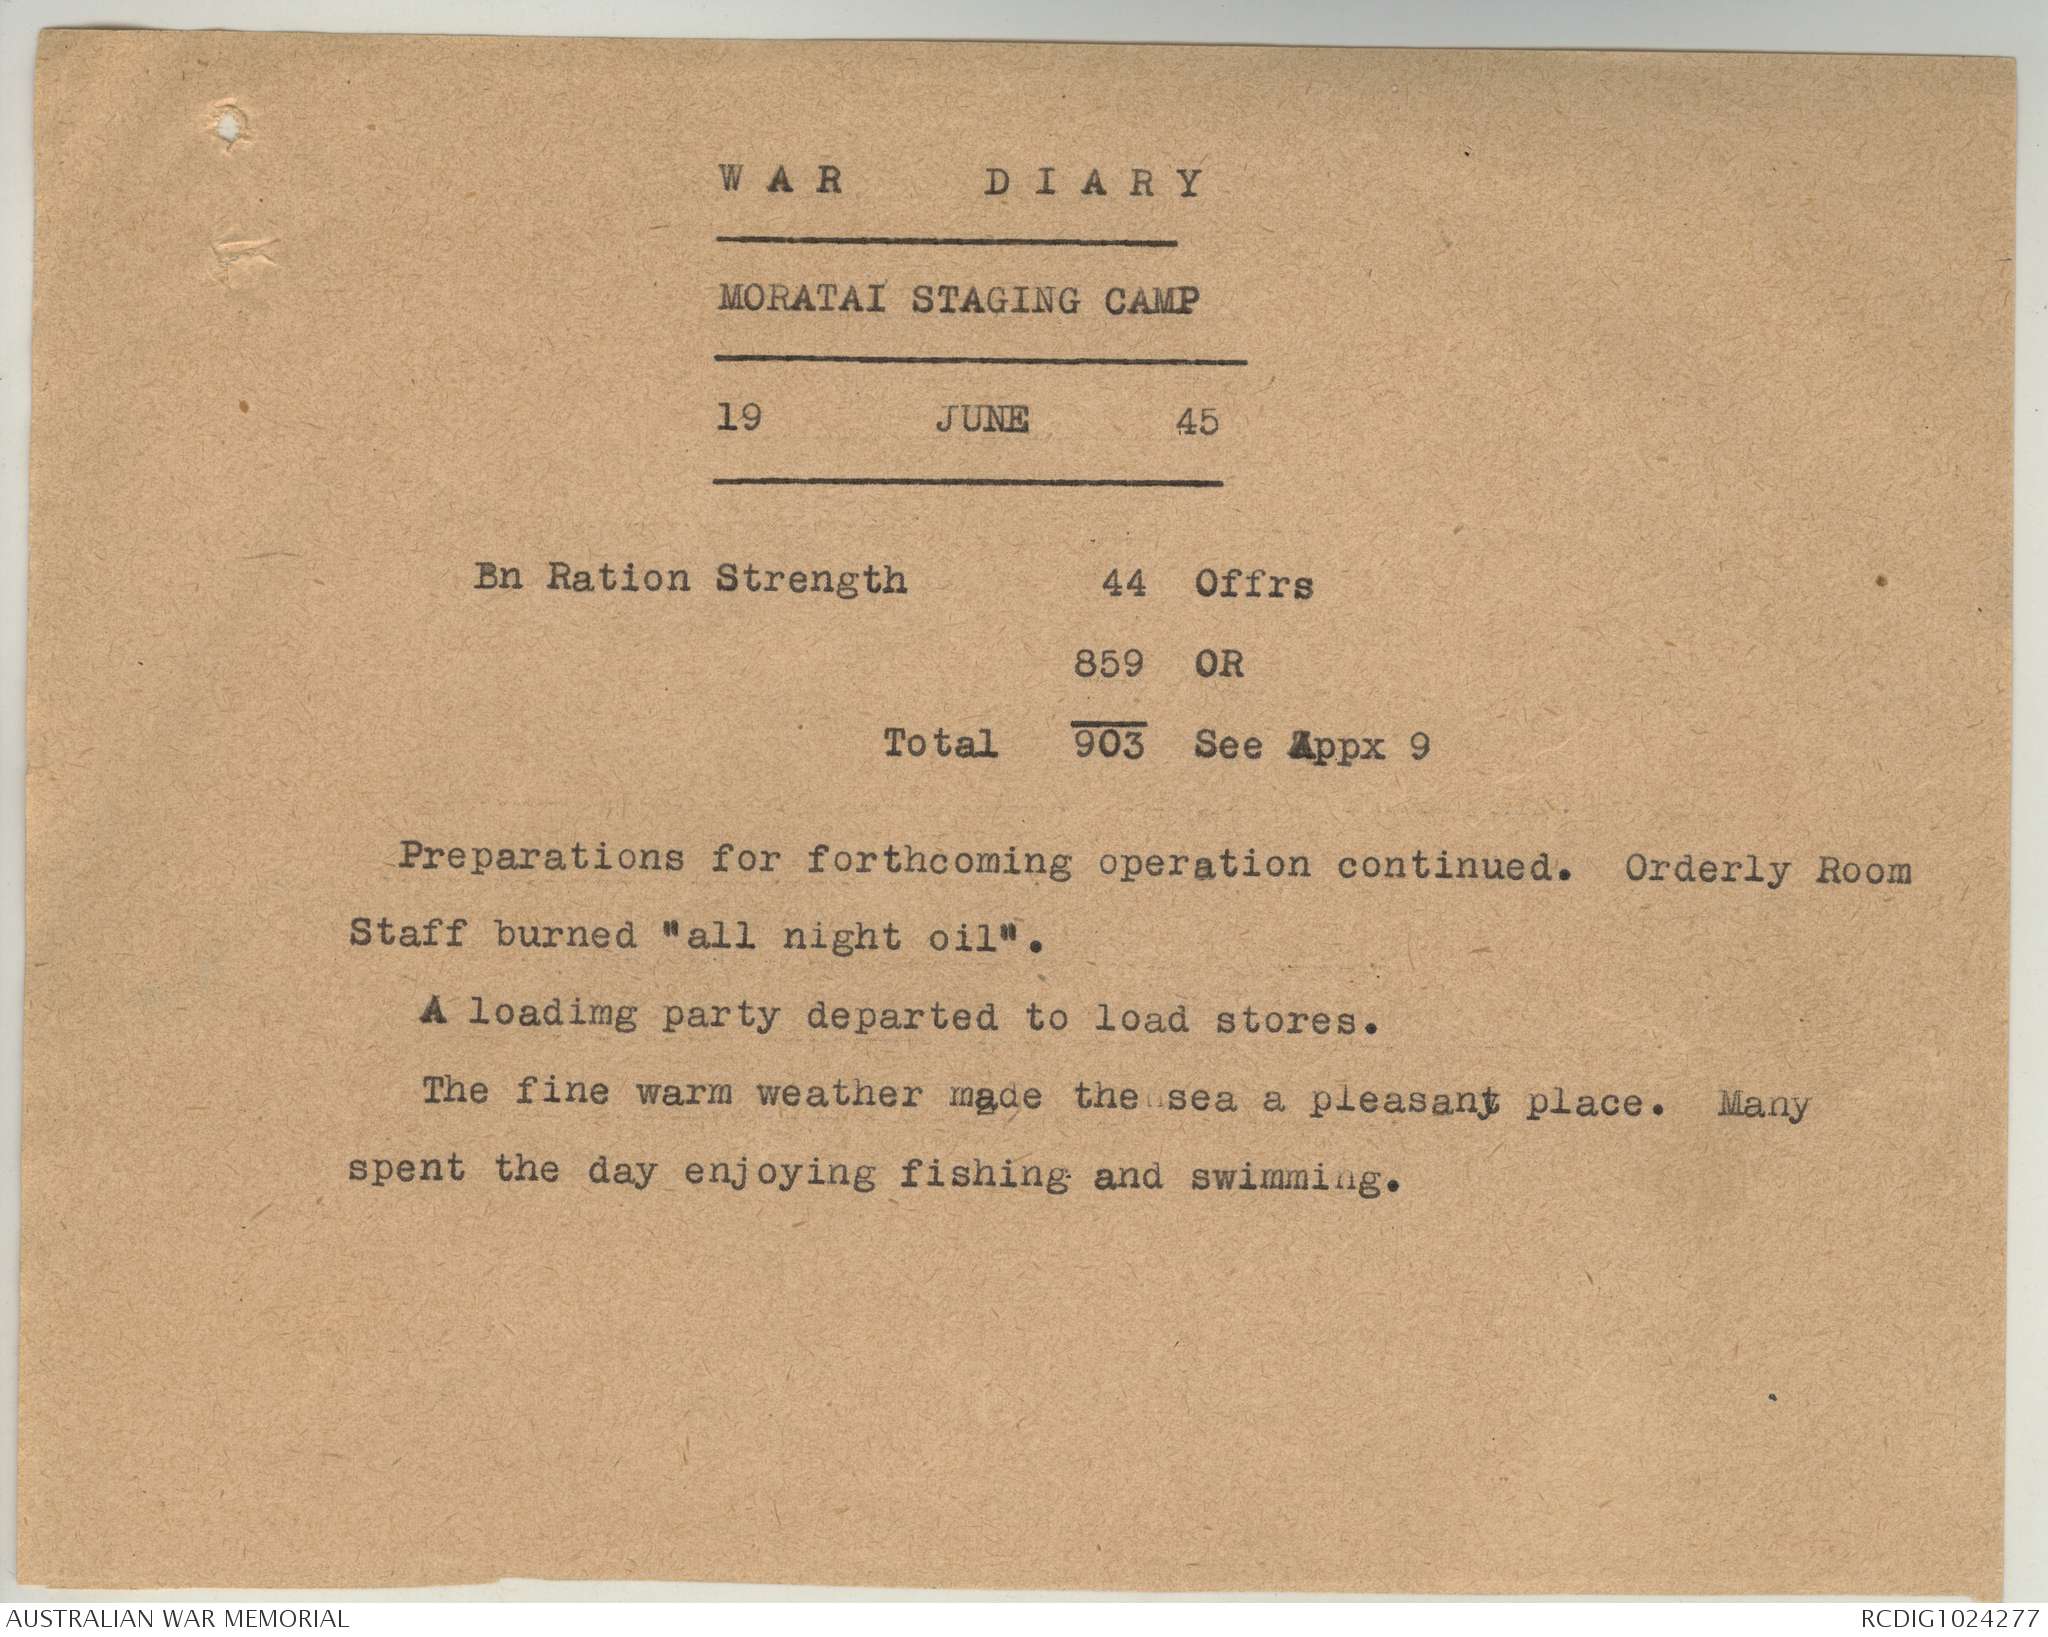 WAR DIARY
MORATAI STAGING CAMP
19 JUNE 45
Bn Ration Strength 44 Offrs
859 OR
Total 903 See Appx 9
Preparations for forthcoming operation continued. Orderly Room
Staff burned "all night oil".
A loadimg party departed to load stores.
The fine warm weather made the sea a pleasant place. Many
spent the day enjoying fishing and swimming.
AUSTRALIAN WAR MEMORIAL
RCDIG1024277